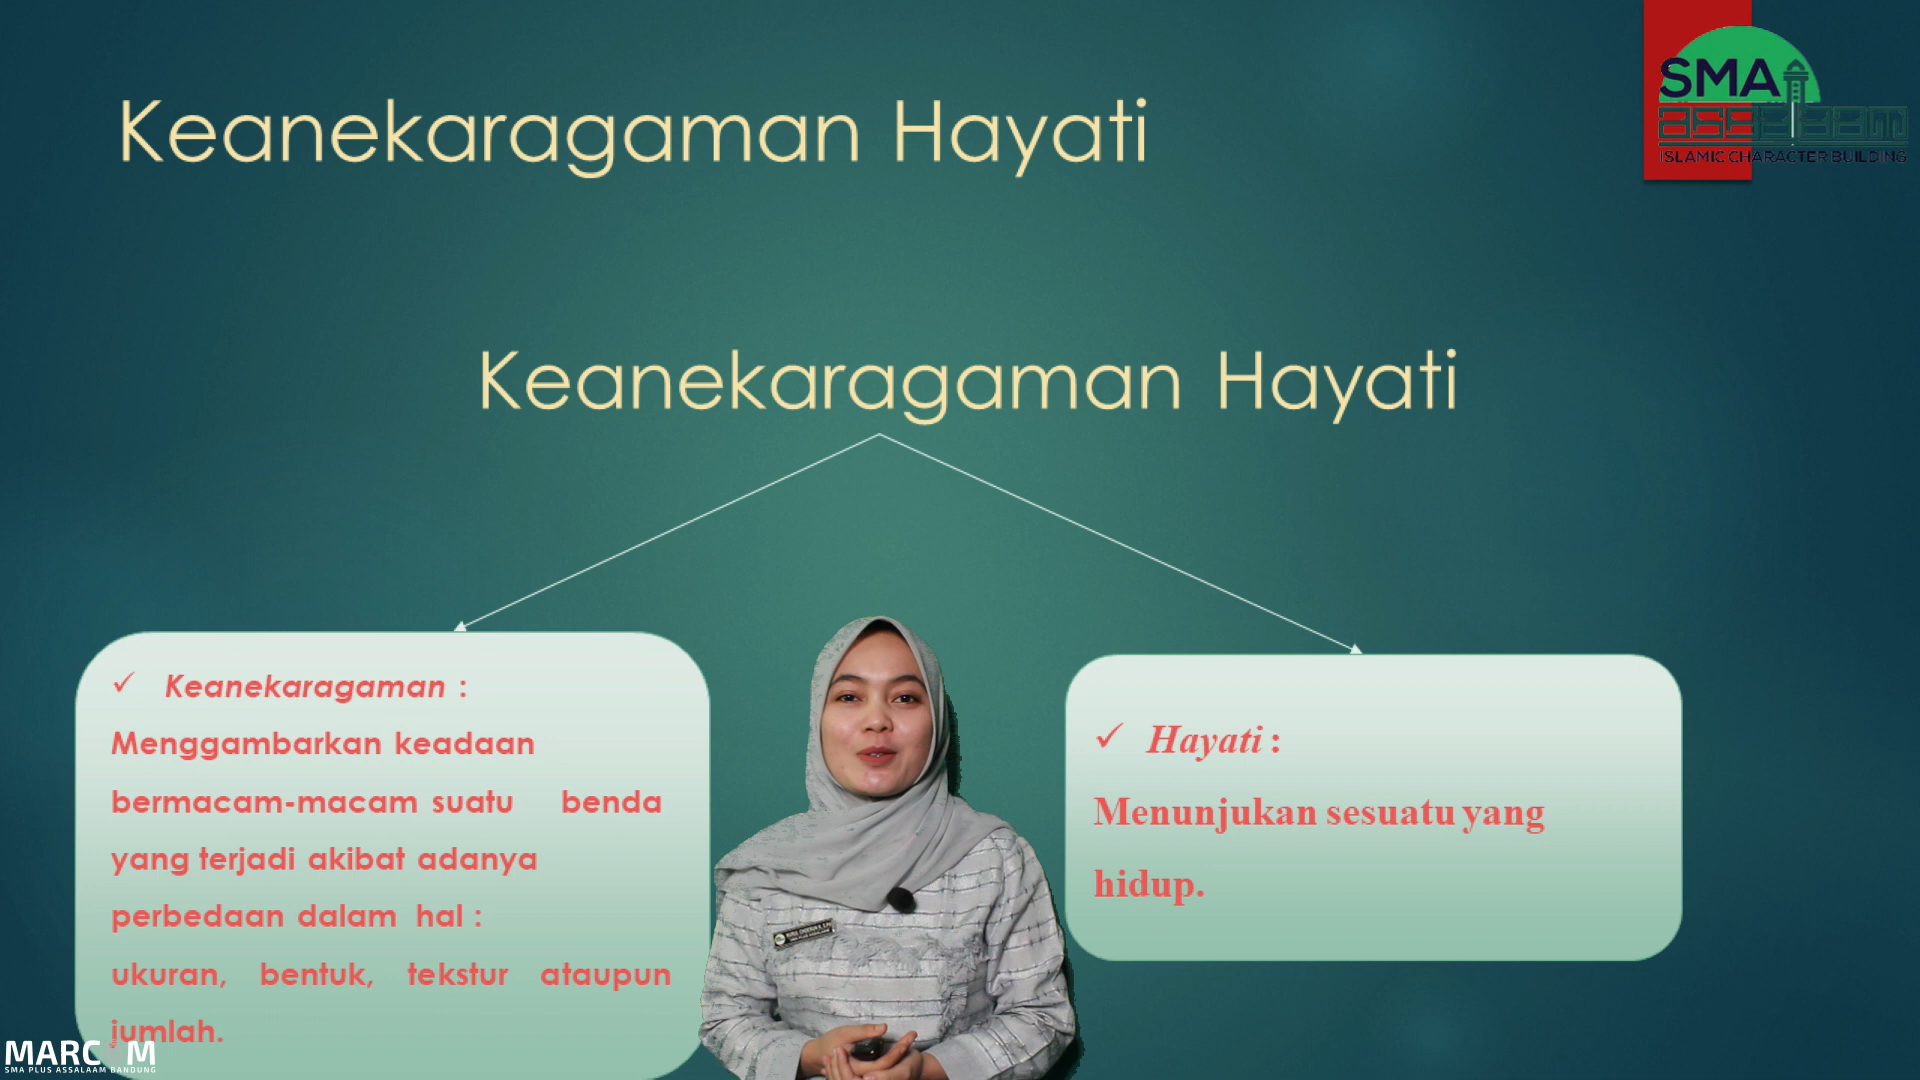 Keanekaragaman Hayati
SMA
assalaam
ISLAMIC CHARACTER BUILDING
Keanekaragaman Hayati
✓ Keanekaragaman :
Menggambarkan keadaan
bermacam-macam suatu benda
yang terjadi akibat adanya
perbedaan dalam hal :
ukuran, bentuk, tekstur ataupun
jumlah.
✓ Hayati :
Menunjukan sesuatu yang
hidup.
MARCOM
SMA PLUS ASSALAAM BANDUNG